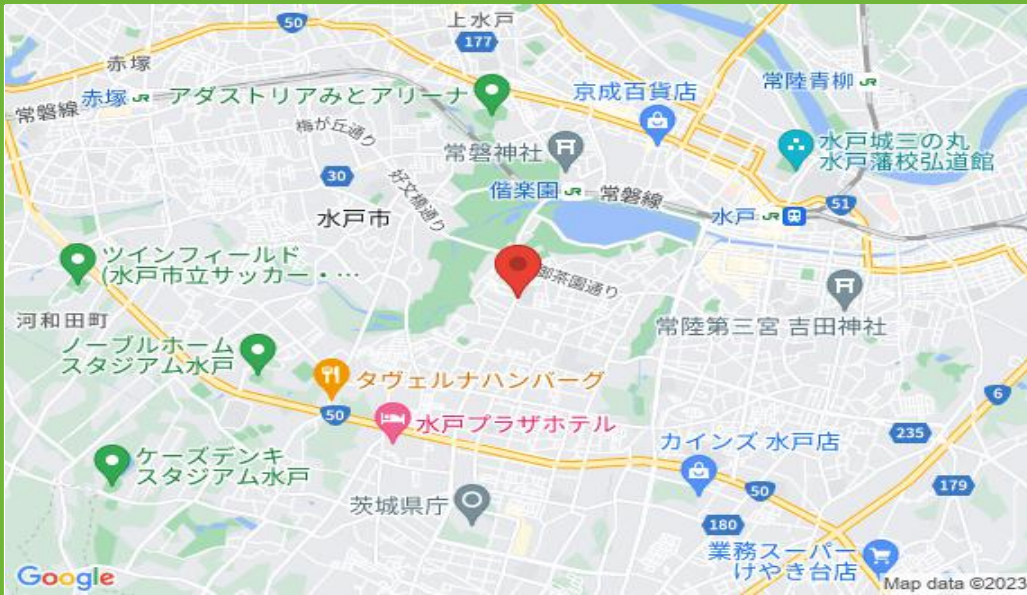 50
上水戸
177
赤塚
赤塚 JR
常磐線
アダストリアみとアリーナ
京成百貨店
常陸青柳 JR
梅が丘通り
常磐神社
水戸城三の丸
水戸藩校弘道館
30
好文橋通り
偕楽園 JR
常磐線
水戸市
水戸 JR
51
ツインフィールド
(水戸市立サッカー・…
御茶園通り
河和田町
常陸第三宮 吉田神社
ノーブルホーム
スタジアム水戸
タヴェルナハンバーグ
6
50
水戸プラザホテル
235
カインズ 水戸店
ケーズデンキ
スタジアム水戸
179
50
茨城県庁
180
業務スーパー
けやき台店
Google
Map data ©2023